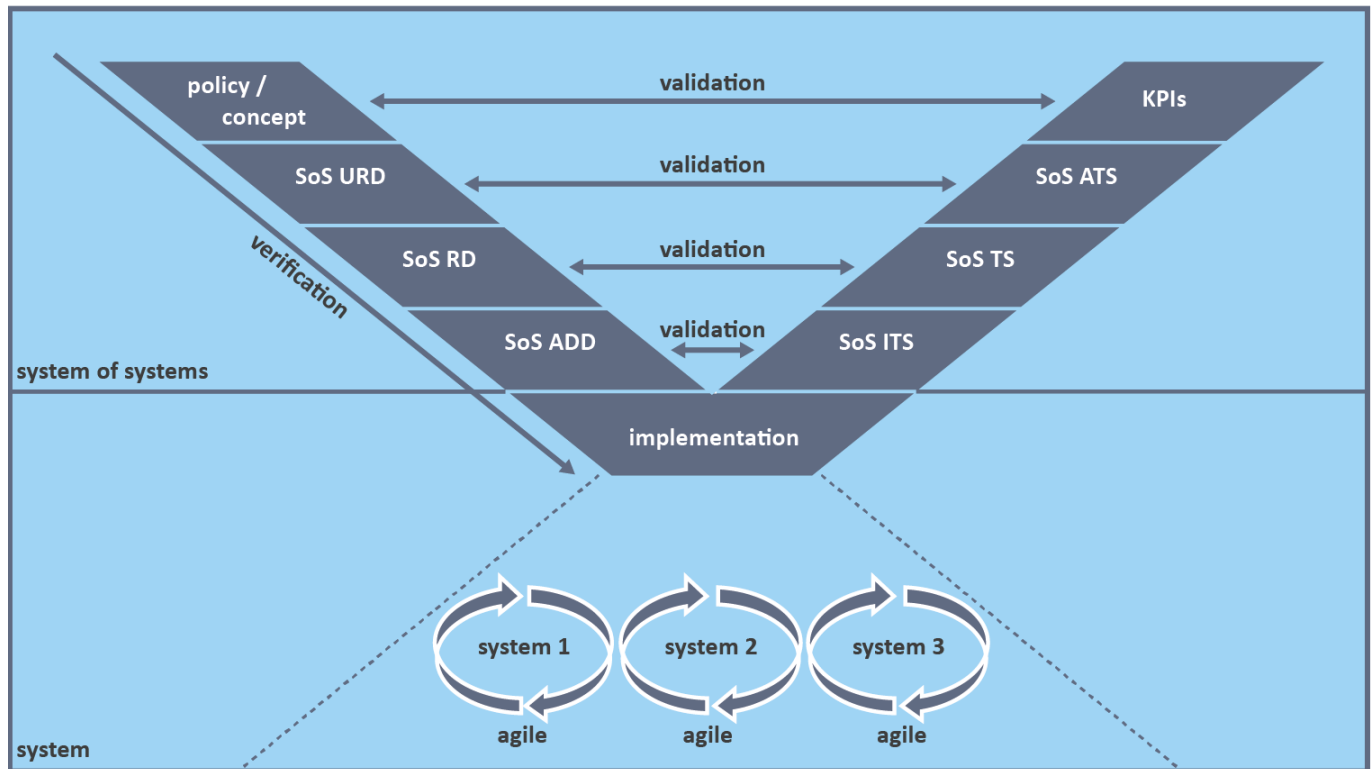 policy /
concept
validation
KPIs
SoS URD
validation
SoS ATS
verification
SoS RD
validation
SoS TS
SoS ADD
validation
SoS ITS
system of systems
implementation
system 1
system 2
system 3
agile
agile
agile
system